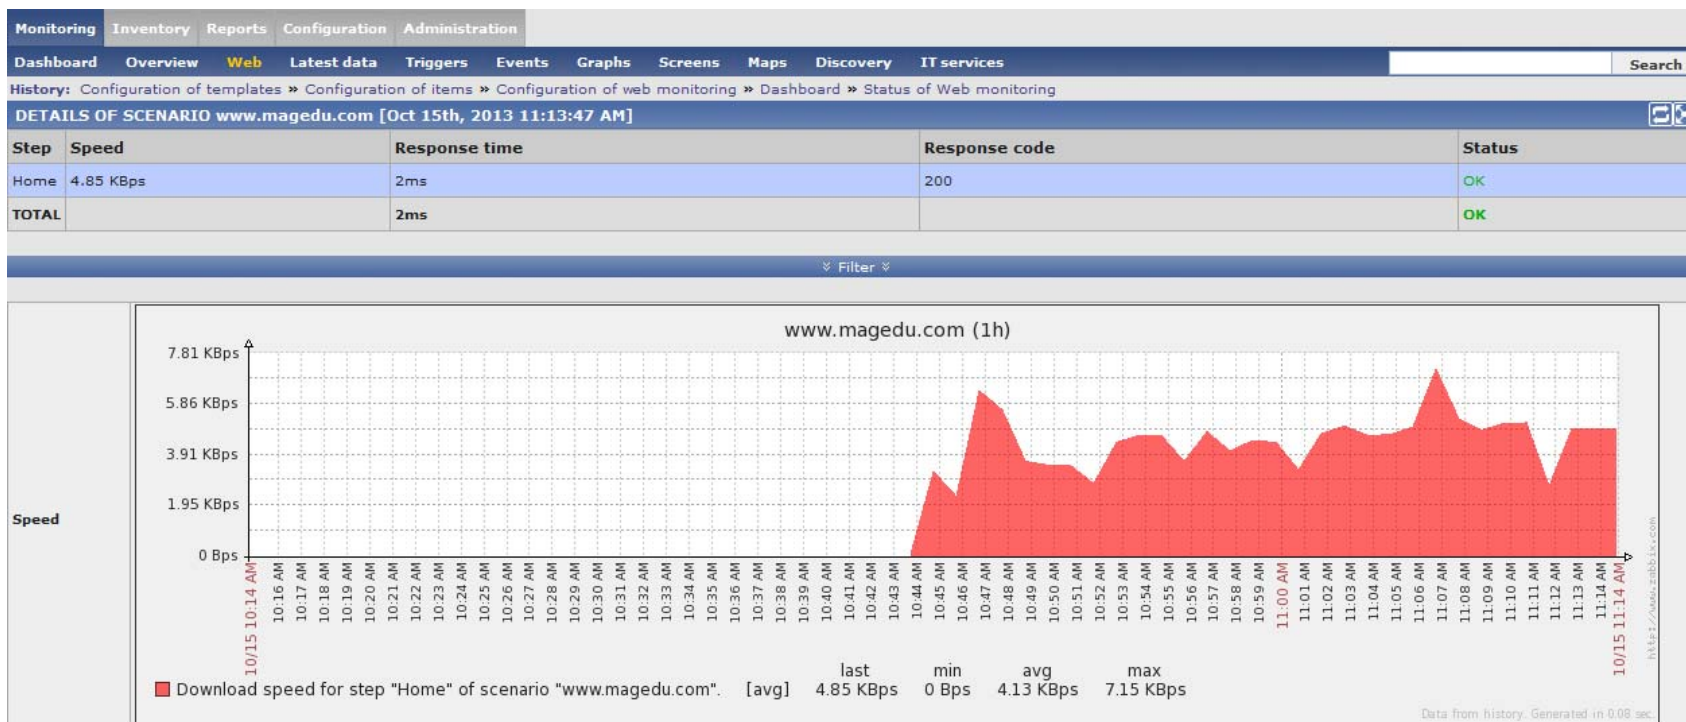 Monitoring Inventory Reports Configuration Administration
Dashboard Overview Web Latest data Triggers Events Graphs Screens Maps Discovery IT services Search
History: Configuration of templates » Configuration of items » Configuration of web monitoring » Dashboard » Status of Web monitoring
DETAILS OF SCENARIO www.magedu.com [Oct 15th, 2013 11:13:47 AM]
Step Speed Response time Response code Status
Home 4.85 KBps 2ms 200 OK
TOTAL 2ms OK
Filter
www.magedu.com (1h)
7.81 KBps
5.86 KBps
3.91 KBps
1.95 KBps
Speed
0 Bps
10/15 10:14 AM 10:16 AM 10:17 AM 10:18 AM 10:19 AM 10:20 AM 10:21 AM 10:22 AM 10:23 AM 10:24 AM 10:25 AM 10:26 AM 10:27 AM 10:28 AM 10:29 AM 10:30 AM 10:31 AM 10:32 AM 10:33 AM 10:34 AM 10:35 AM 10:36 AM 10:37 AM 10:38 AM 10:39 AM 10:40 AM 10:41 AM 10:42 AM 10:43 AM 10:44 AM 10:45 AM 10:46 AM 10:47 AM 10:48 AM 10:49 AM 10:50 AM 10:51 AM 10:52 AM 10:53 AM 10:54 AM 10:55 AM 10:56 AM 10:57 AM 10:58 AM 10:59 AM 11:00 AM 11:01 AM 11:02 AM 11:03 AM 11:04 AM 11:05 AM 11:06 AM 11:07 AM 11:08 AM 11:09 AM 11:10 AM 11:11 AM 11:12 AM 11:13 AM 11:14 AM 10/15 11:14 AM
http://www.zabbix.com
last min avg max
Download speed for step "Home" of scenario "www.magedu.com". [avg] 4.85 KBps 0 Bps 4.13 KBps 7.15 KBps
Data from history. Generated in 0.08 sec.